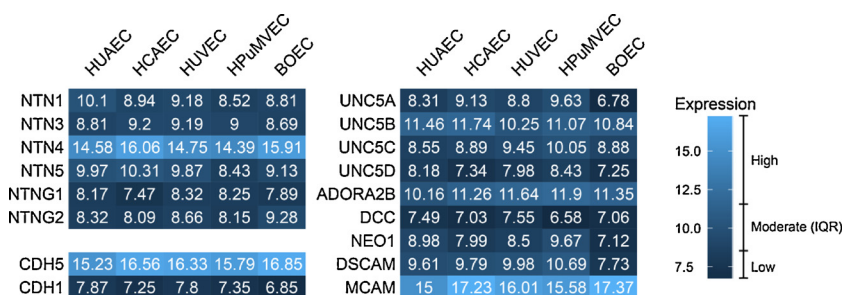 HUAEC HCAEC HUVEC HPuMVEC BOEC
NTN1 10.1 8.94 9.18 8.52 8.81
NTN3 8.81 9.2 9.19 9 8.69
NTN4 14.58 16.06 14.75 14.39 15.91
NTN5 9.97 10.31 9.87 8.43 9.13
NTNG1 8.17 7.47 8.32 8.25 7.89
NTNG2 8.32 8.09 8.66 8.15 9.28
CDH5 15.23 16.56 16.33 15.79 16.85
CDH1 7.87 7.25 7.8 7.35 6.85
HUAEC HCAEC HUVEC HPuMVEC BOEC
UNC5A 8.31 9.13 8.8 9.63 6.78
UNC5B 11.46 11.74 10.25 11.07 10.84
UNC5C 8.55 8.89 9.45 10.05 8.88
UNC5D 8.18 7.34 7.98 8.43 7.25
ADORA2B 10.16 11.26 11.64 11.9 11.35
DCC 7.49 7.03 7.55 6.58 7.06
NEO1 8.98 7.99 8.5 9.67 7.12
DSCAM 9.61 9.79 9.98 10.69 7.73
MCAM 15 17.23 16.01 15.58 17.37
Expression
15.0
High
12.5
10.0 Moderate (IQR)
7.5 Low